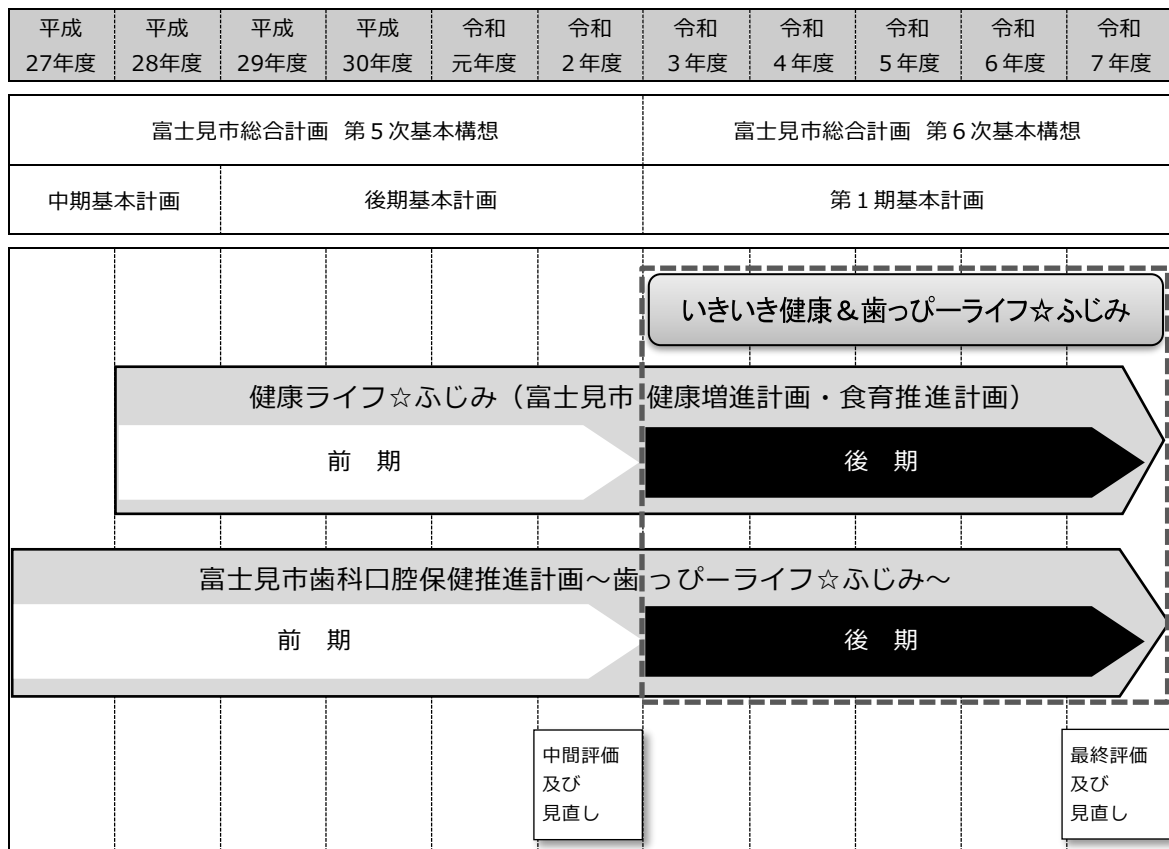 平成 平成 平成 平成 令和 令和 令和 令和 令和 令和 令和
27年度 28年度 29年度 30年度 元年度 2年度 3年度 4年度 5年度 6年度 7年度
富士見市総合計画 第5次基本構想 富士見市総合計画 第6次基本構想
中期基本計画 後期基本計画 第1期基本計画
いきいき健康＆歯っぴーライフ☆ふじみ
健康ライフ☆ふじみ（富士見市 健康増進計画・食育推進計画）
前 期 後 期
富士見市歯科口腔保健推進計画～歯っぴーライフ☆ふじみ～
前 期 後 期
中間評価
及び
見直し
最終評価
及び
見直し